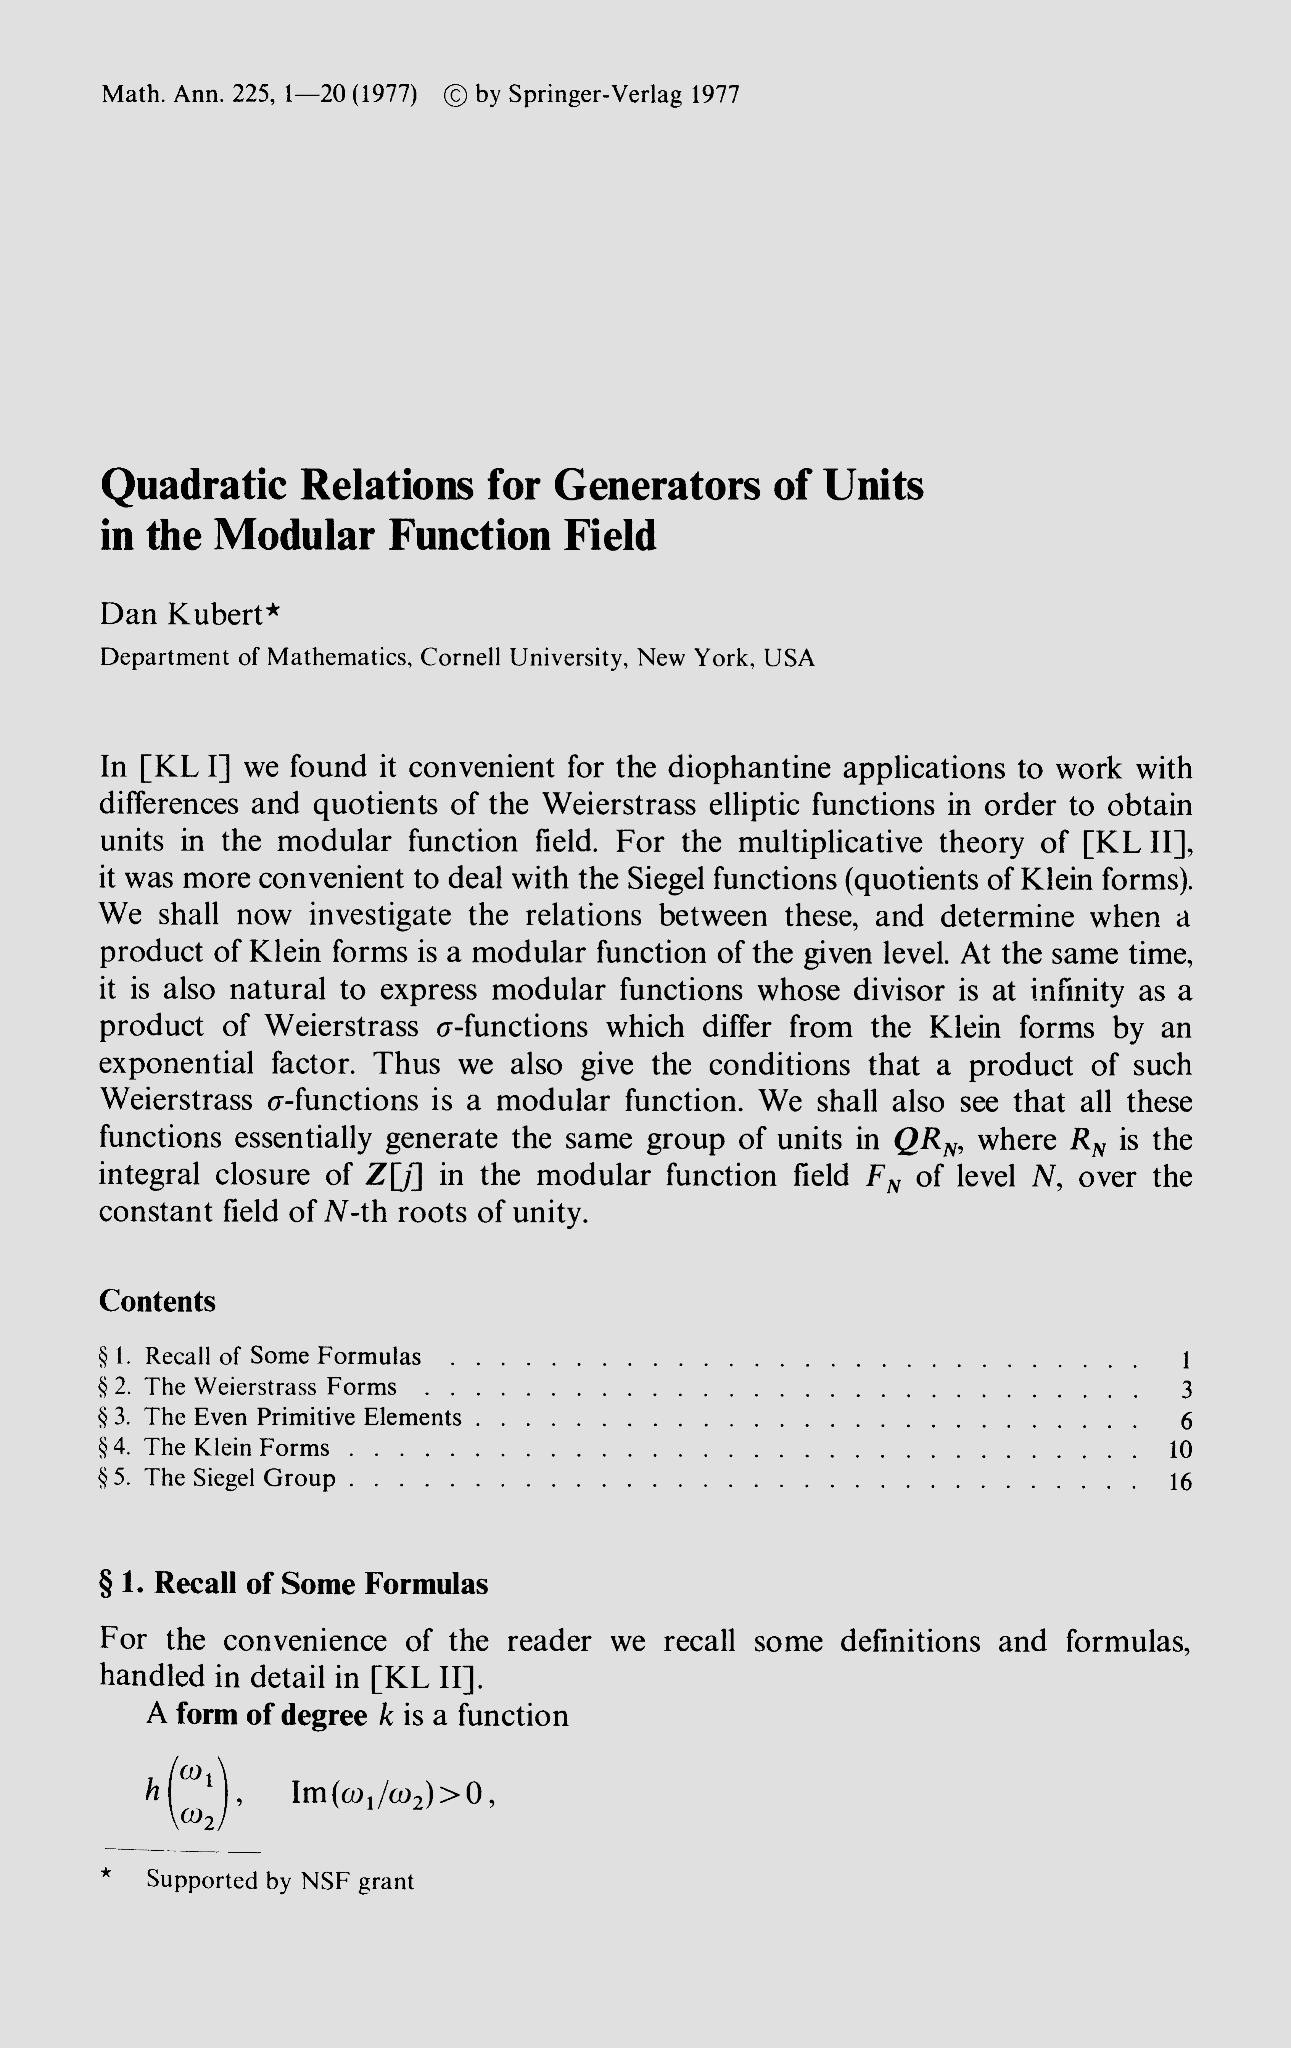 Math. Ann. 225, 1—20 (1977) © by Springer-Verlag 1977
Quadratic Relations for Generators of Units
in the Modular Function Field
Dan Kubert★
Department of Mathematics, Cornell University, New York, USA
In [KL I] we found it convenient for the diophantine applications to work with
differences and quotients of the Weierstrass elliptic functions in order to obtain
units in the modular function field. For the multiplicative theory of [KL II],
it was more convenient to deal with the Siegel functions (quotients of Klein forms).
We shall now investigate the relations between these, and determine when a
product of Klein forms is a modular function of the given level. At the same time,
it is also natural to express modular functions whose divisor is at infinity as a
product of Weierstrass σ-functions which differ from the Klein forms by an
exponential factor. Thus we also give the conditions that a product of such
Weierstrass σ-functions is a modular function. We shall also see that all these
functions essentially generate the same group of units in QR_N, where R_N is the
integral closure of Z[j] in the modular function field F_N of level N, over the
constant field of N-th roots of unity.
Contents
§ 1. Recall of Some Formulas . . . . . . . . . . . . . . . . . . . . . . . . . . . . 1
§ 2. The Weierstrass Forms . . . . . . . . . . . . . . . . . . . . . . . . . . . . . 3
§ 3. The Even Primitive Elements . . . . . . . . . . . . . . . . . . . . . . . . . . . 6
§ 4. The Klein Forms . . . . . . . . . . . . . . . . . . . . . . . . . . . . . . . . 10
§ 5. The Siegel Group . . . . . . . . . . . . . . . . . . . . . . . . . . . . . . . . 16
§ 1. Recall of Some Formulas
For the convenience of the reader we recall some definitions and formulas,
handled in detail in [KL II].
A form of degree k is a function
h(ω₁ ω₂), Im(ω₁/ω₂)>0,
★ Supported by NSF grant